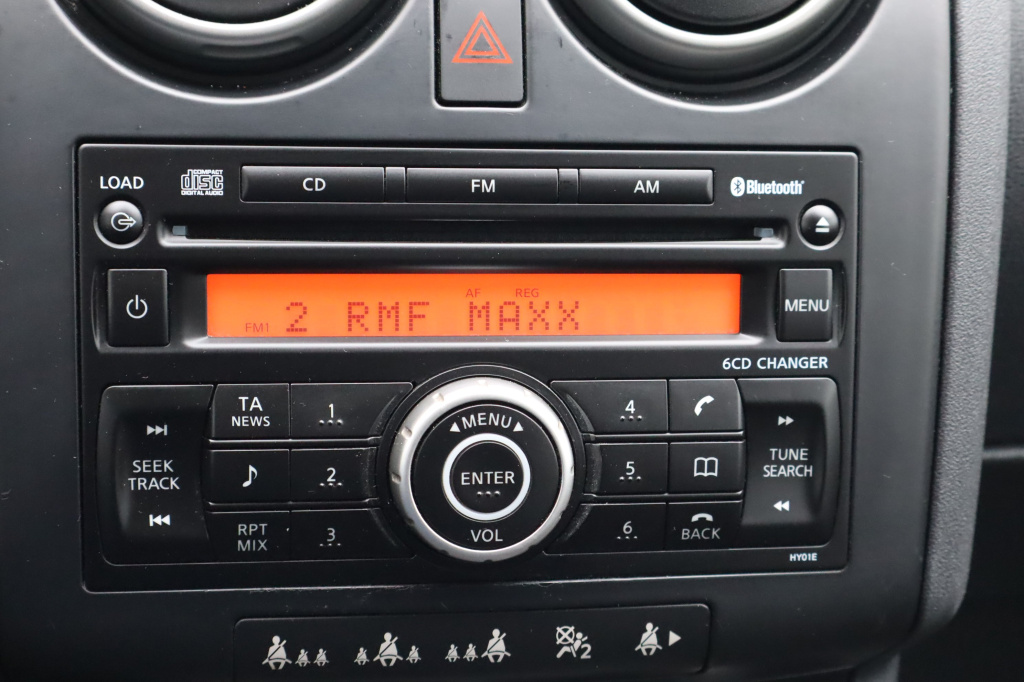 LOAD
COMPACT
disc
DIGITAL AUDIO
CD
FM
AM
Bluetooth
MENU
AF REG
FM1 2 RMF MAXX
6CD CHANGER
TA
NEWS
1
4
MENU
SEEK
TRACK
2
ENTER
5
TUNE
SEARCH
RPT
MIX
3
VOL
6
BACK
HY01E
2